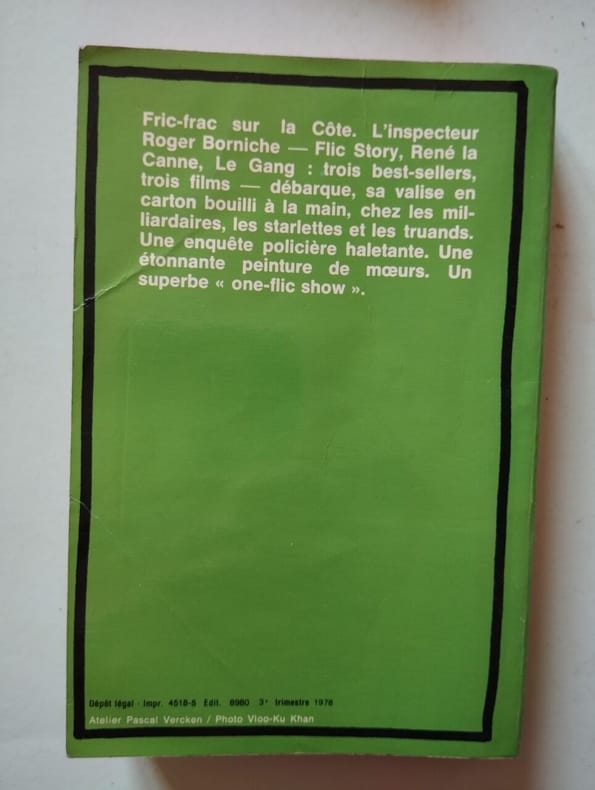 Fric-frac sur la Côte. L'inspecteur
Roger Borniche — Flic Story, René la
Canne, Le Gang : trois best-sellers,
trois films — débarque, sa valise en
carton bouilli à la main, chez les mil-
liardaires, les starlettes et les truands.
Une enquête policière haletante. Une
étonnante peinture de mœurs. Un
superbe « one-flic show ».
Dépôt légal - Impr. 4518-5 Édit. 8980 3e trimestre 1978
Atelier Pascal Vercken / Photo Vloo-Ku Khan